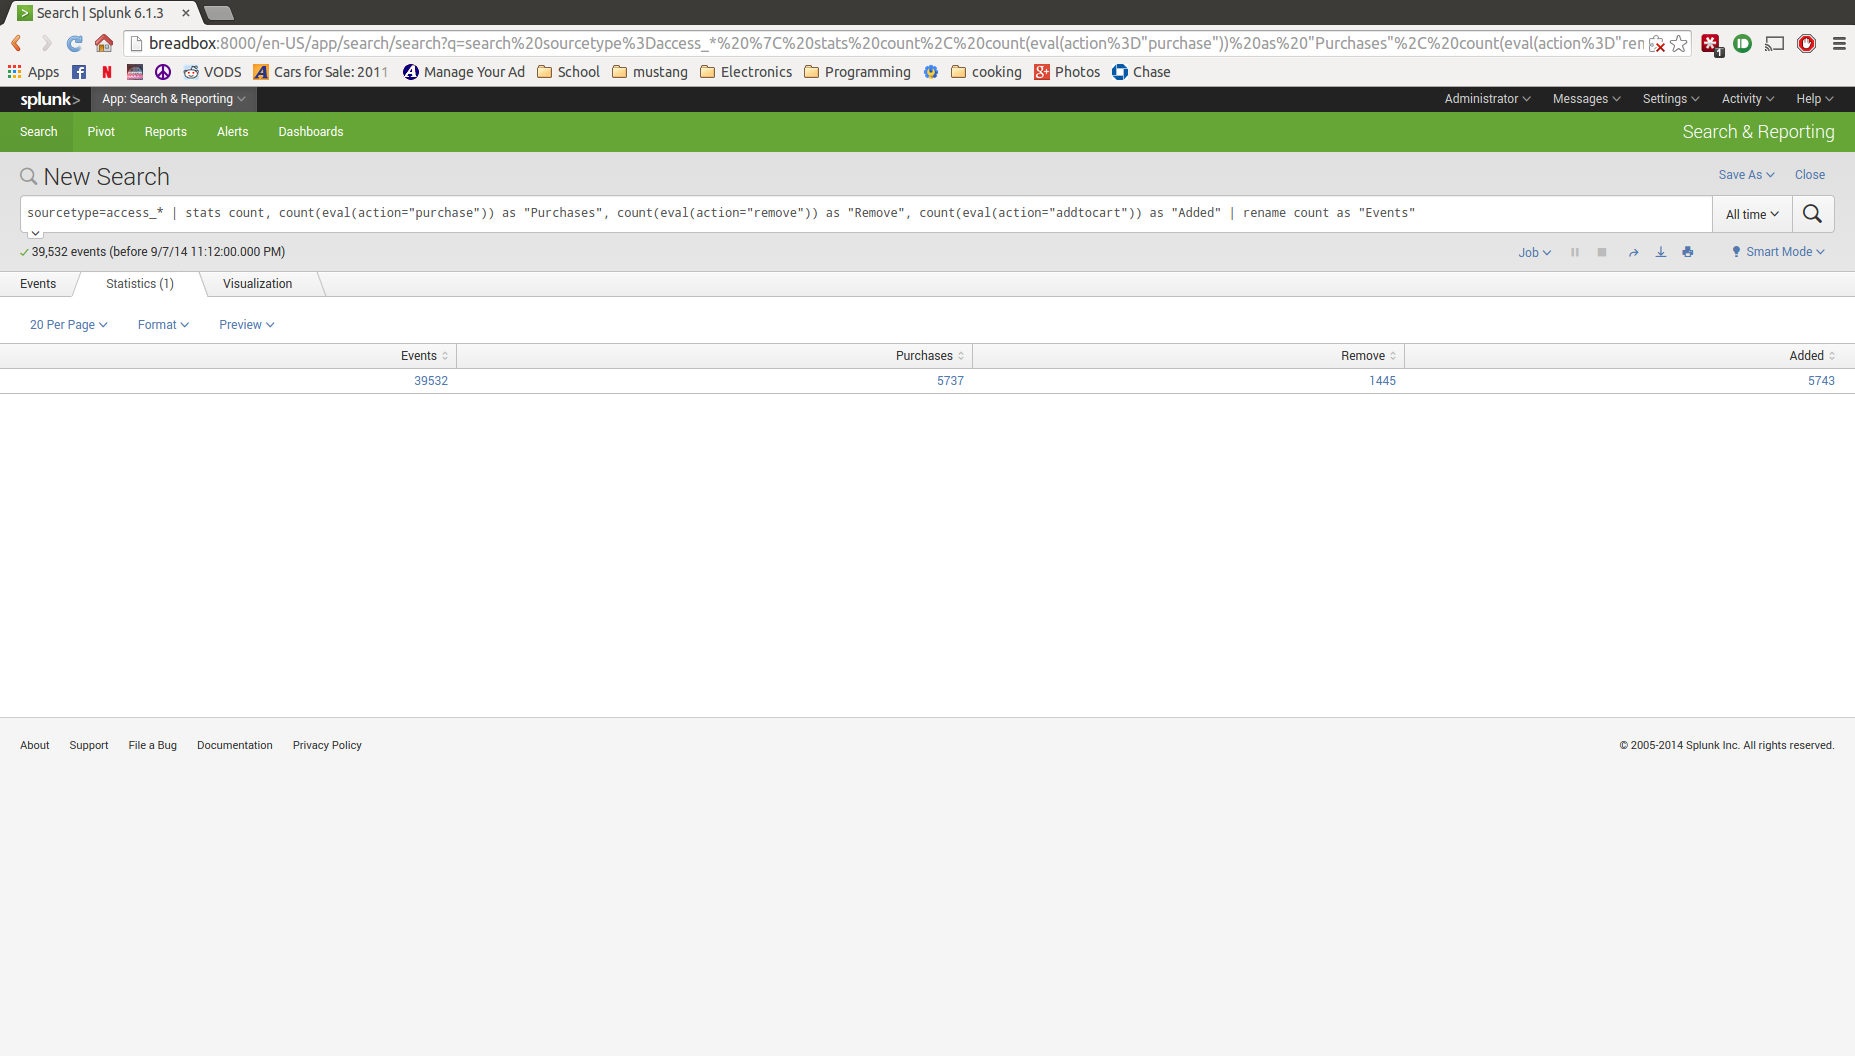 Search | Splunk 6.1.3
breadbox:8000/en-US/app/search/search?q=search%20sourcetype%3Daccess_*%20%7C%20stats%20count%2C%20count(eval(action%3D"purchase"))%20as%20"Purchases"%2C%20count(eval(action%3D"ren
Apps VODS Cars for Sale: 2011 Manage Your Ad School mustang Electronics Programming cooking Photos Chase
splunk> App: Search & Reporting Administrator Messages Settings Activity Help
Search Pivot Reports Alerts Dashboards Search & Reporting
New Search Save As Close
sourcetype=access_* | stats count, count(eval(action="purchase")) as "Purchases", count(eval(action="remove")) as "Remove", count(eval(action="addtocart")) as "Added" | rename count as "Events" All time
39,532 events (before 9/7/14 11:12:00.000 PM) Job Smart Mode
Events Statistics (1) Visualization
20 Per Page Format Preview
Events Purchases Remove Added
39532 5737 1445 5743
About Support File a Bug Documentation Privacy Policy © 2005-2014 Splunk Inc. All rights reserved.